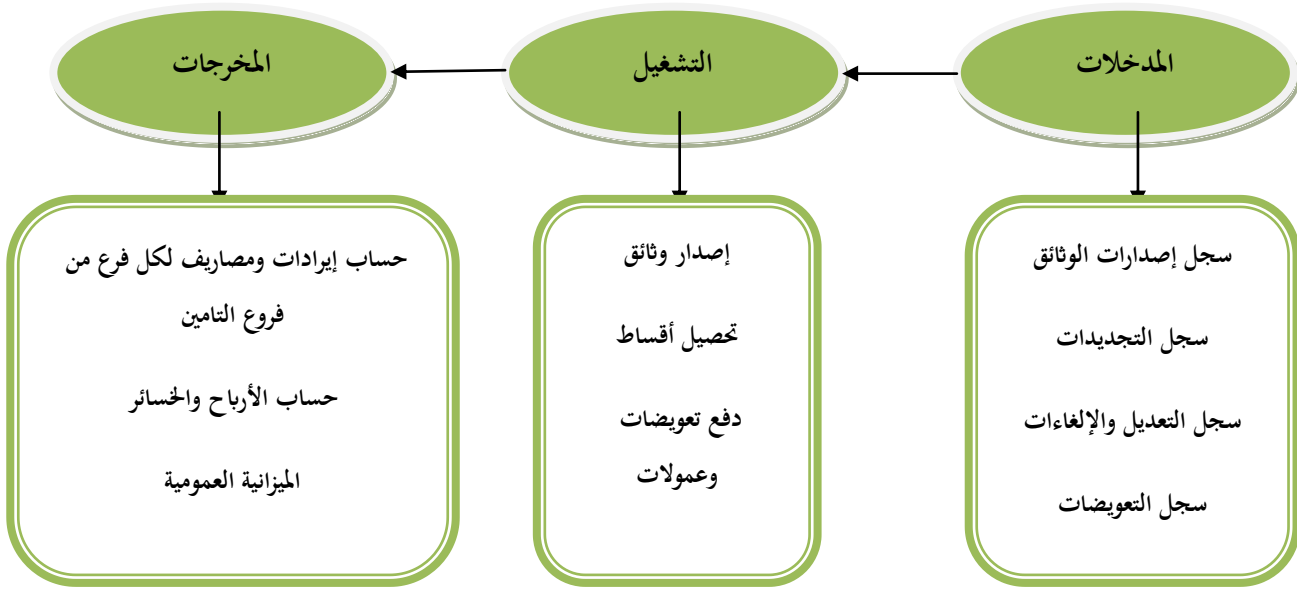 المدخلات
التشغيل
المخرجات
سجل إصدارات الوثائق
سجل التجديدات
سجل التعديل والإلغاءات
سجل التعويضات
إصدار وثائق
تحصيل أقساط
دفع تعويضات
وعمولات
حساب إيرادات ومصاريف لكل فرع من
فروع التامين
حساب الأرباح والخسائر
الميزانية العمومية